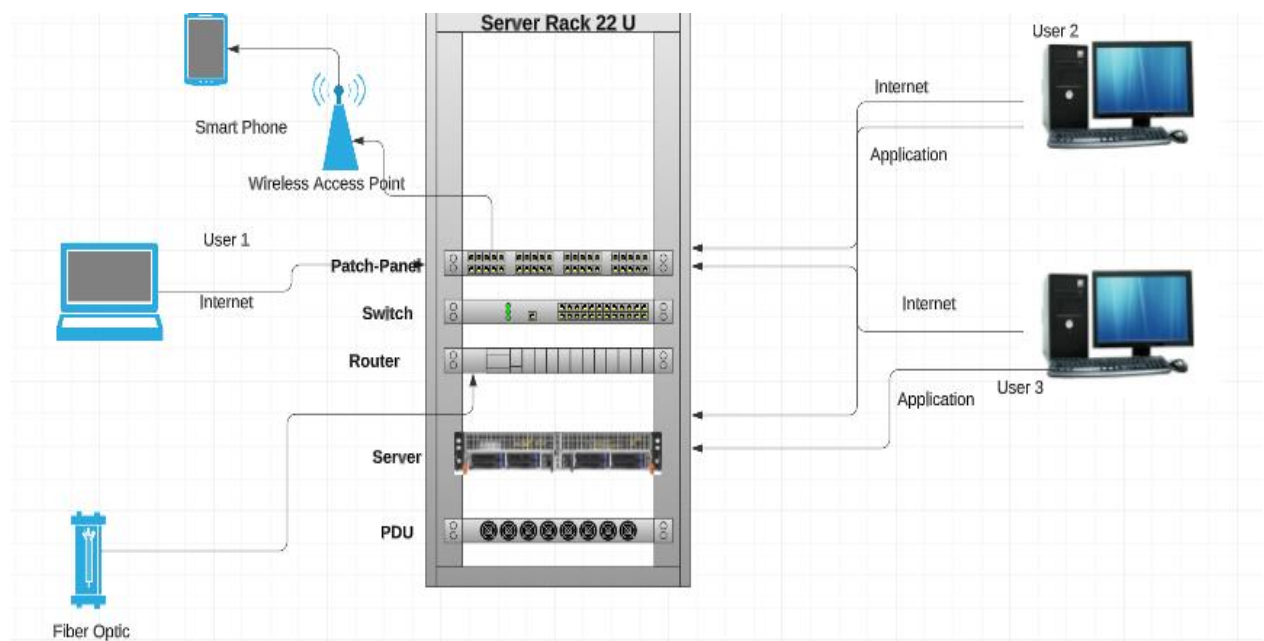 Server Rack 22 U
User 2
Internet
Smart Phone
Application
Wireless Access Point
User 1
Patch-Panel
Internet
Internet
Switch
Router
User 3
Application
Server
PDU
Fiber Optic